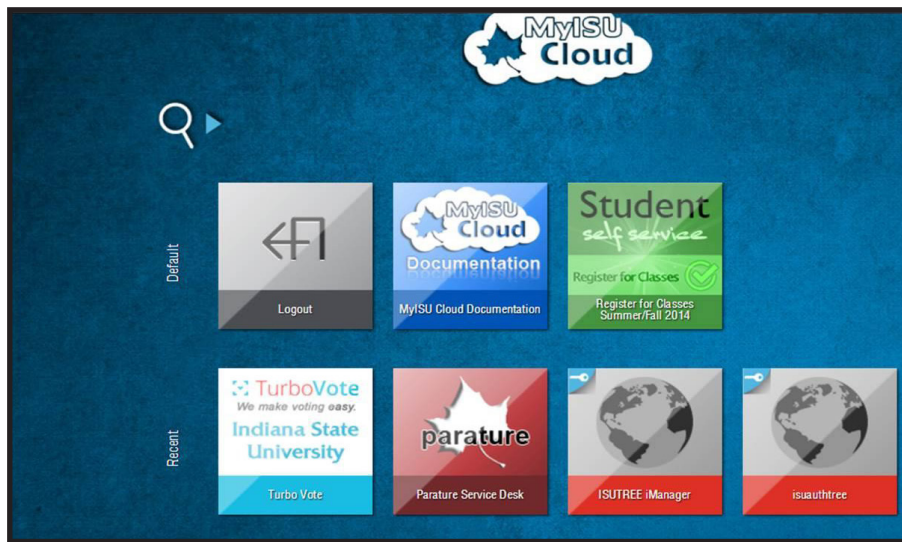 MyISU
Cloud
Default
Logout
MyISU
Cloud
Documentation
MyISU Cloud Documentation
Student
self service
Register for Classes
Register for Classes
Summer/Fall 2014
Recent
TurboVote
We make voting easy.
Indiana State
University
Turbo Vote
parature
Parature Service Desk
ISUTREE iManager
isuauthtree